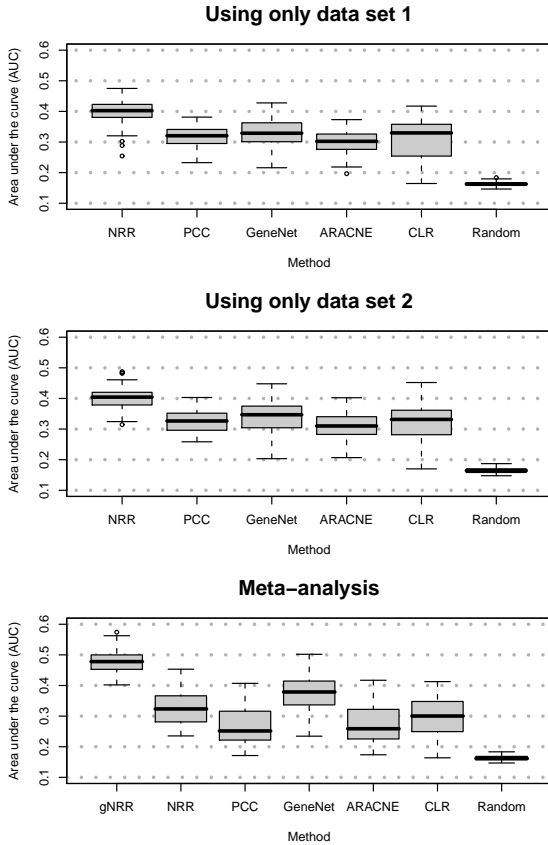 Using only data set 1
Area under the curve (AUC)
0.6
0.5
0.4
0.3
0.2
0.1
NRR PCC GeneNet ARACNE CLR Random
Method
Using only data set 2
Area under the curve (AUC)
0.6
0.5
0.4
0.3
0.2
0.1
NRR PCC GeneNet ARACNE CLR Random
Method
Meta−analysis
Area under the curve (AUC)
0.6
0.5
0.4
0.3
0.2
0.1
gNRR NRR PCC GeneNet ARACNE CLR Random
Method